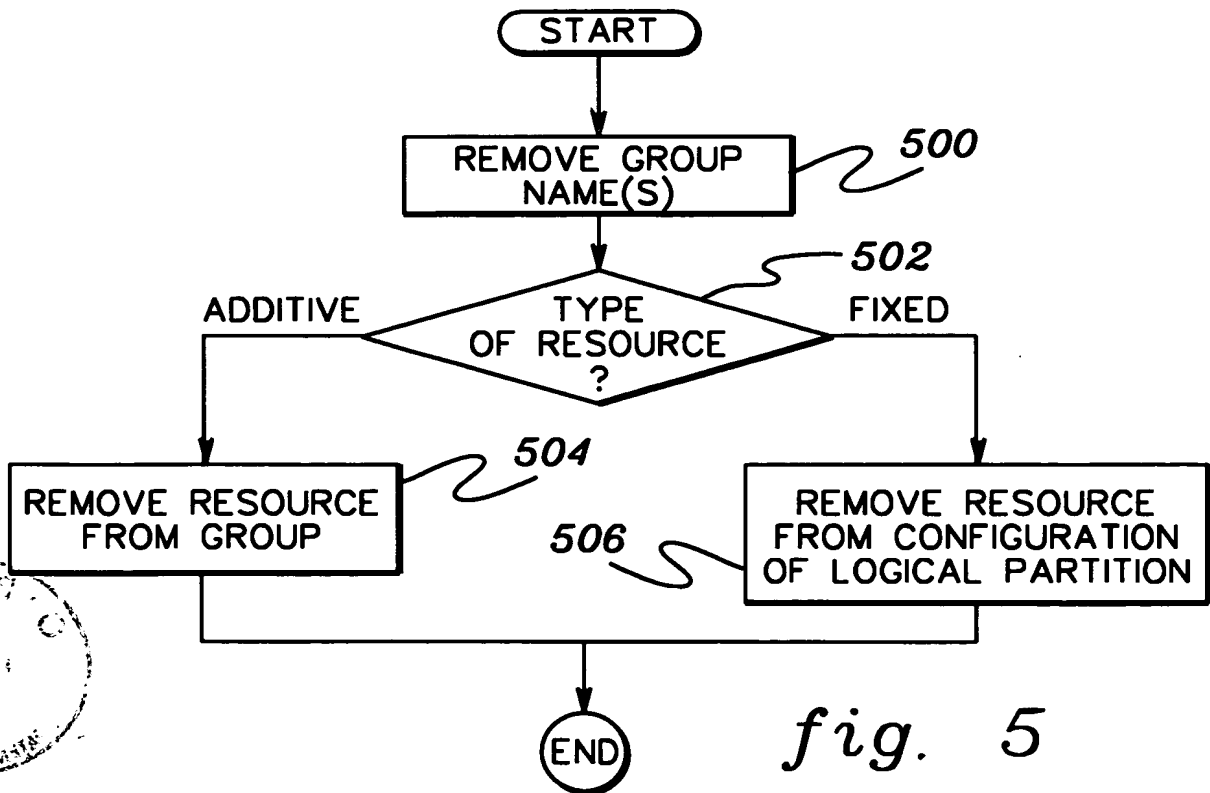 START
REMOVE GROUP
NAME(S)
500
502
ADDITIVE
TYPE
OF RESOURCE
?
FIXED
504
REMOVE RESOURCE
FROM GROUP
506
REMOVE RESOURCE
FROM CONFIGURATION
OF LOGICAL PARTITION
END
fig. 5